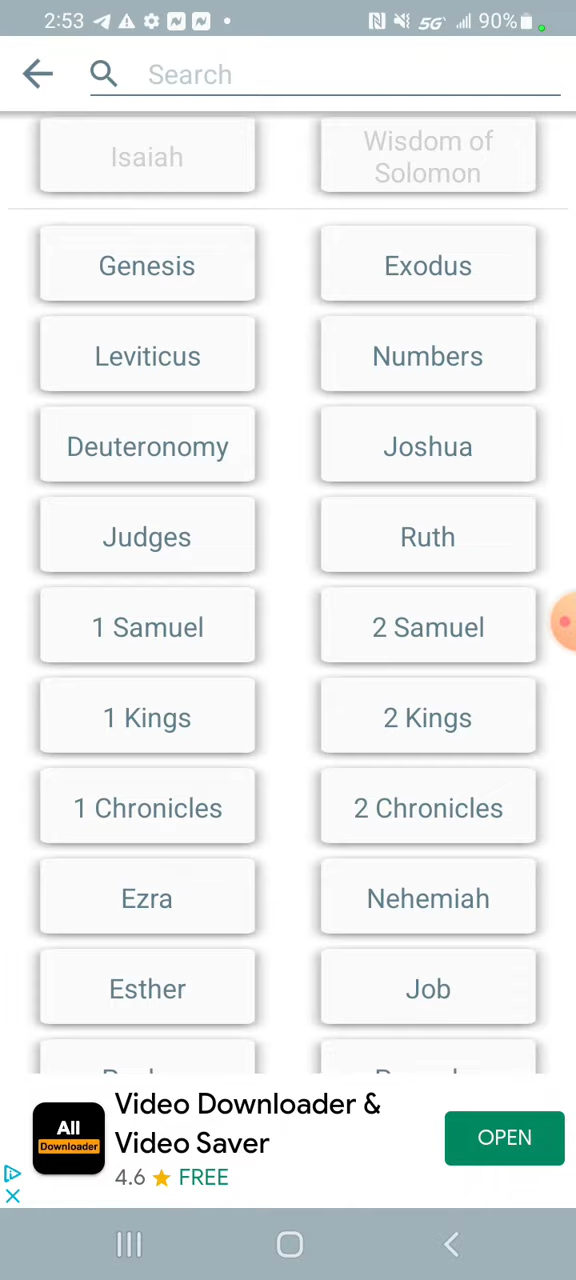 2:53
5G 90%
Search
Isaiah
Wisdom of
Solomon
Genesis
Exodus
Leviticus
Numbers
Deuteronomy
Joshua
Judges
Ruth
1 Samuel
2 Samuel
1 Kings
2 Kings
1 Chronicles
2 Chronicles
Ezra
Nehemiah
Esther
Job
All
Downloader
Video Downloader &
Video Saver
4.6 ★ FREE
OPEN